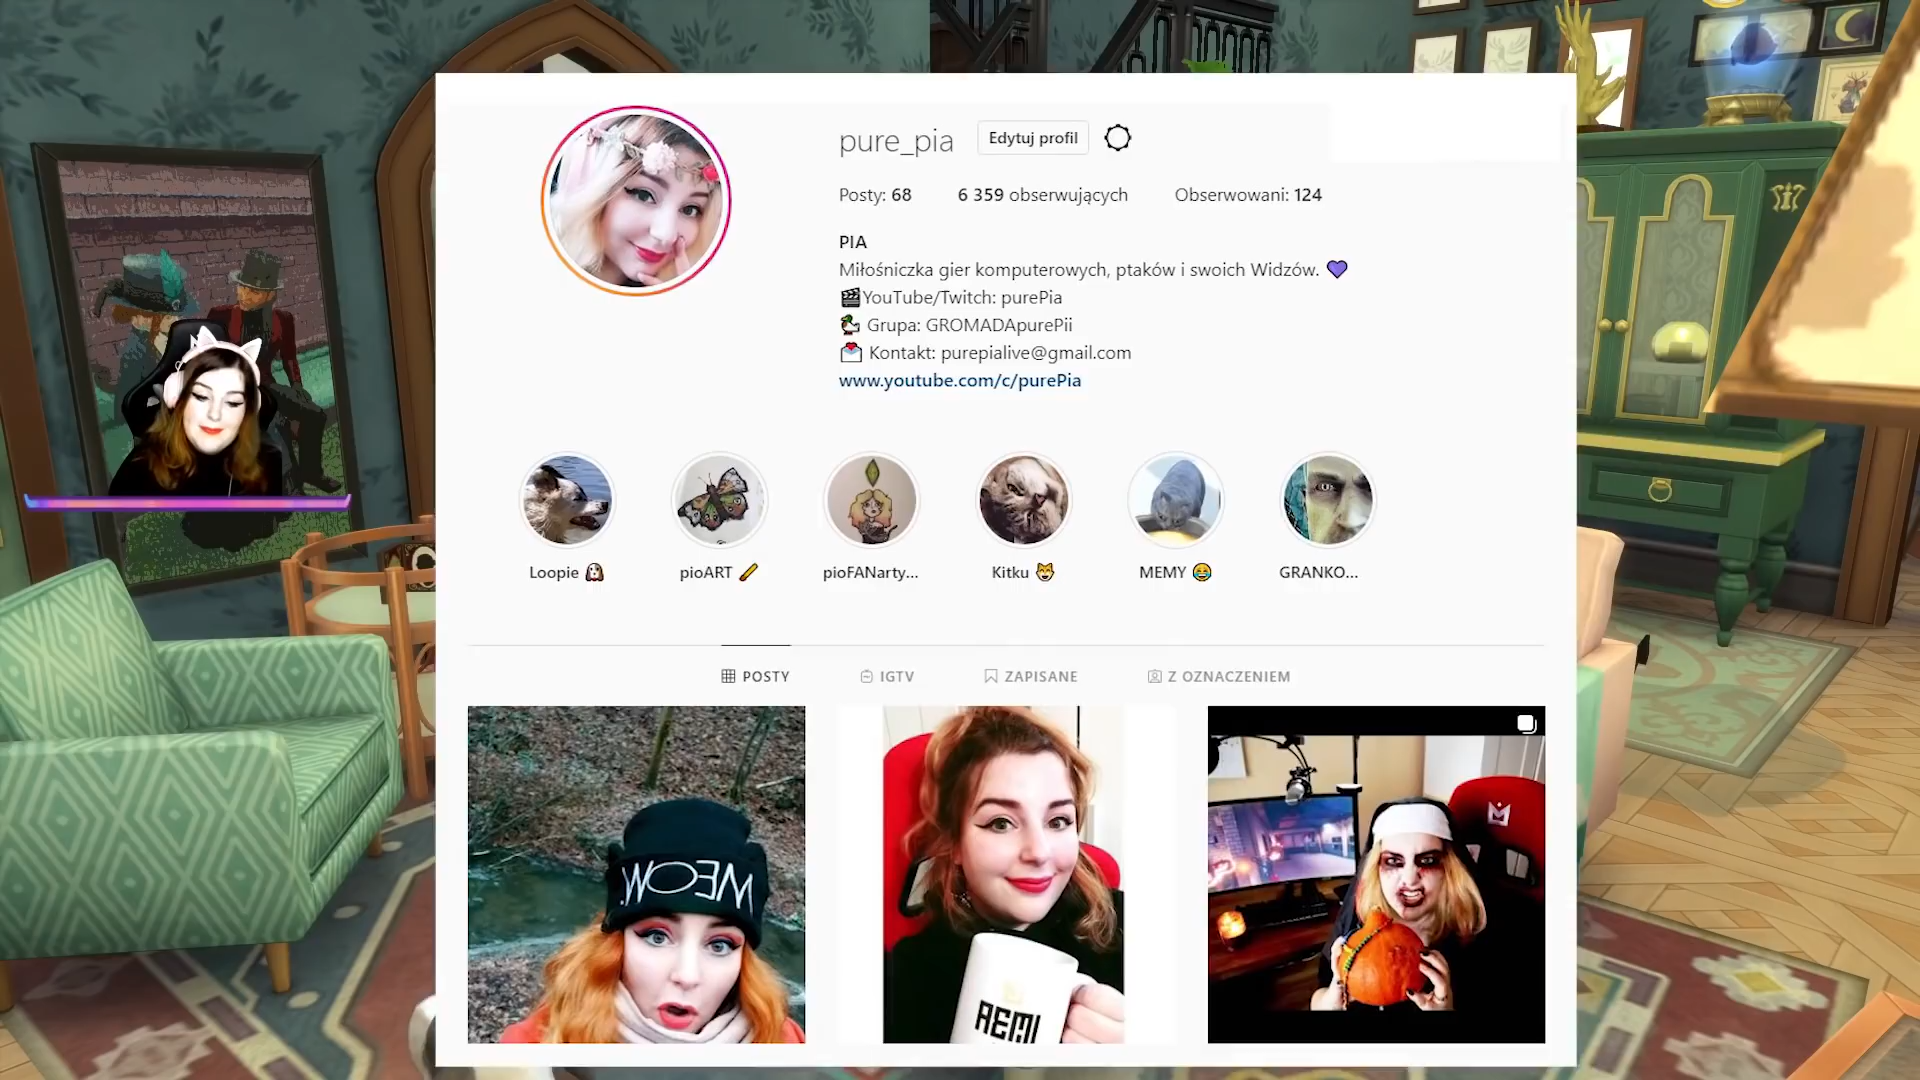 pure_pia
Edytuj profil
Posty: 68
6 359 obserwujących
Obserwowani: 124
PIA
Miłośniczka gier komputerowych, ptaków i swoich Widzów. 💜
🎬YouTube/Twitch: purePia
🦆 Grupa: GROMADApurePii
💌 Kontakt: purepialive@gmail.com
www.youtube.com/c/purePia
Loopie 🐶
pioART 🖍️
pioFANarty...
Kitku 😺
MEMY 😂
GRANKO...
POSTY
IGTV
ZAPISANE
Z OZNACZENIEM
MEOW.
REMI